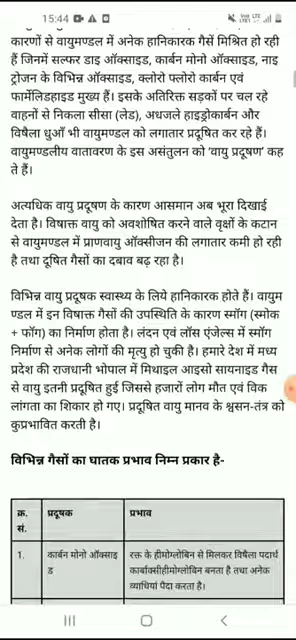 15:44
कारणों से वायुमण्डल में अनेक हानिकारक गैसें मिश्रित हो रही
हैं जिनमें सल्फर डाइ ऑक्साइड, कार्बन मोनो ऑक्साइड, नाइ
ट्रोजन के विभिन्न ऑक्साइड, क्लोरो फ्लोरो कार्बन एवं
फार्मेलिडहाइड मुख्य हैं। इसके अतिरिक्त सड़कों पर चल रहे
वाहनों से निकला सीसा (लेड), अधजले हाइड्रोकार्बन और
विषैला धुआँ भी वायुमण्डल को लगातार प्रदूषित कर रहे हैं।
वायुमण्डलीय वातावरण के इस असंतुलन को 'वायु प्रदूषण' कह
ते हैं।
अत्यधिक वायु प्रदूषण के कारण आसमान अब भूरा दिखाई
देता है। विषाक्त वायु को अवशोषित करने वाले वृक्षों के कटान
से वायुमण्डल में प्राणवायु ऑक्सीजन की लगातार कमी हो रही
है तथा दूषित गैसों का दबाव बढ़ रहा है।
विभिन्न वायु प्रदूषक स्वास्थ्य के लिये हानिकारक होते हैं। वायुम
ण्डल में इन विषाक्त गैसों की उपस्थिति के कारण स्मॉग (स्मोक
+ फॉग) का निर्माण होता है। लंदन एवं लॉस एंजेल्स में स्मॉग
निर्माण से अनेक लोगों की मृत्यु हो चुकी है। हमारे देश में मध्य
प्रदेश की राजधानी भोपाल में मिथाइल आइसो सायनाइड गैस
से वायु इतनी प्रदूषित हुई जिससे हजारों लोग मौत एवं विक
लांगता का शिकार हो गए। प्रदूषित वायु मानव के श्वसन-तंत्र को
कुप्रभावित करती है।
विभिन्न गैसों का घातक प्रभाव निम्न प्रकार है-
क्र. सं. प्रदूषक प्रभाव
1. कार्बन मोनो ऑक्साइ रक्त के हीमोग्लोबिन से मिलकर विषैला पदार्थ
ड कार्बाक्सीहीमोग्लोबिन बनता है तथा अनेक
व्याधियां पैदा करता है।